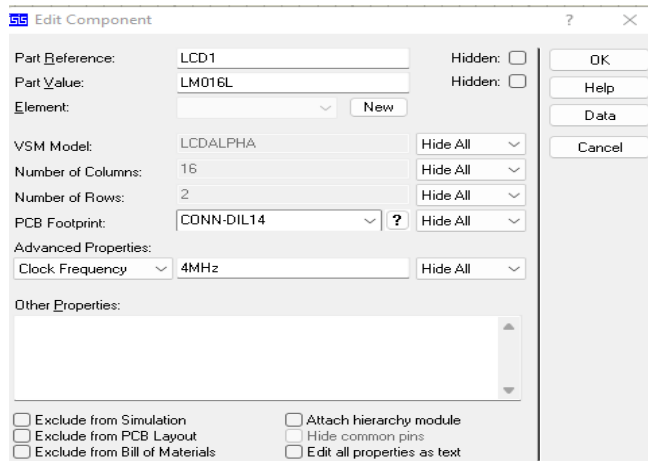 isis Edit Component ? ×
Part Reference: LCD1 Hidden:
Part Value: LM016L Hidden:
Element: New
VSM Model: LCDALPHA Hide All
Number of Columns: 16 Hide All
Number of Rows: 2 Hide All
PCB Footprint: CONN-DIL14 ? Hide All
Advanced Properties:
Clock Frequency 4MHz Hide All
Other Properties:
Exclude from Simulation Attach hierarchy module
Exclude from PCB Layout Hide common pins
Exclude from Bill of Materials Edit all properties as text
OK
Help
Data
Cancel